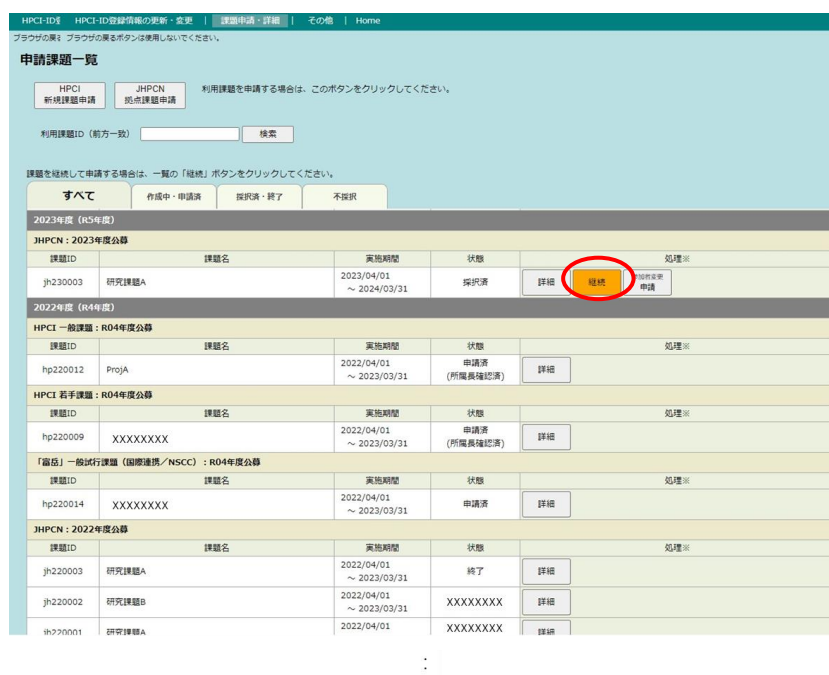 HPCI-ID HPCI-ID登録情報の更新・変更 | 課題申請・詳細 | その他 | Home
ブラウザの戻 ブラウザの戻るボタンは使用しないでください。
申請課題一覧
HPCI
新規課題申請
JHPCN
拠点課題申請
利用課題を申請する場合は、このボタンをクリックしてください。
利用課題ID（前方一致） 検索
課題を継続して申請する場合は、一覧の「継続」ボタンをクリックしてください。
すべて 作成中・申請済 採択済・終了 不採択
2023年度（R5年度）
JHPCN：2023年度公募
課題ID 課題名 実施期間 状態 処理※
jh230003 研究課題A 2023/04/01 ～ 2024/03/31 採択済 詳細 継続 申請
2022年度（R4年度）
HPCI 一般課題：R04年度公募
課題ID 課題名 実施期間 状態 処理※
hp220012 ProjA 2022/04/01 ～ 2023/03/31 申請済 (所属長確認済) 詳細
HPCI 若手課題：R04年度公募
課題ID 課題名 実施期間 状態 処理※
hp220009 XXXXXXXX 2022/04/01 ～ 2023/03/31 申請済 (所属長確認済) 詳細
「富岳」一般試行課題（国際連携／NSCC）：R04年度公募
課題ID 課題名 実施期間 状態 処理※
hp220014 XXXXXXXX 2022/04/01 ～ 2023/03/31 申請済 詳細
JHPCN：2022年度公募
課題ID 課題名 実施期間 状態 処理※
jh220003 研究課題A 2022/04/01 ～ 2023/03/31 終了 詳細
jh220002 研究課題B 2022/04/01 ～ 2023/03/31 XXXXXXXX 詳細
jh220001 研究課題A 2022/04/01 XXXXXXXX 詳細
: